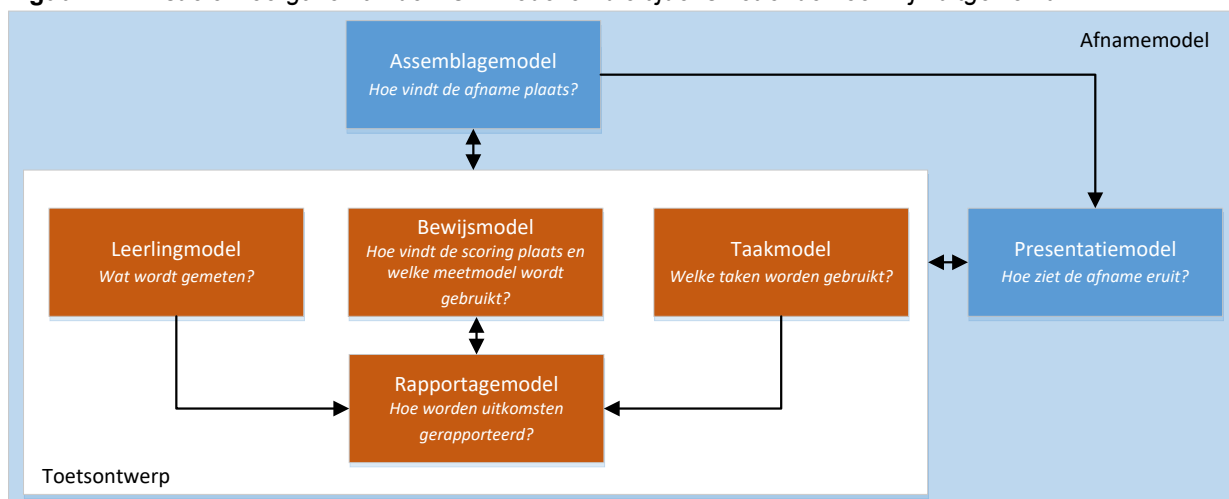 Afnamemodel
Assemblagemodel
Hoe vindt de afname plaats?
Leerlingmodel
Wat wordt gemeten?
Bewijsmodel
Hoe vindt de scoring plaats en
welke meetmodel wordt
gebruikt?
Taakmodel
Welke taken worden gebruikt?
Presentatiemodel
Hoe ziet de afname eruit?
Rapportagemodel
Hoe worden uitkomsten
gerapporteerd?
Toetsontwerp